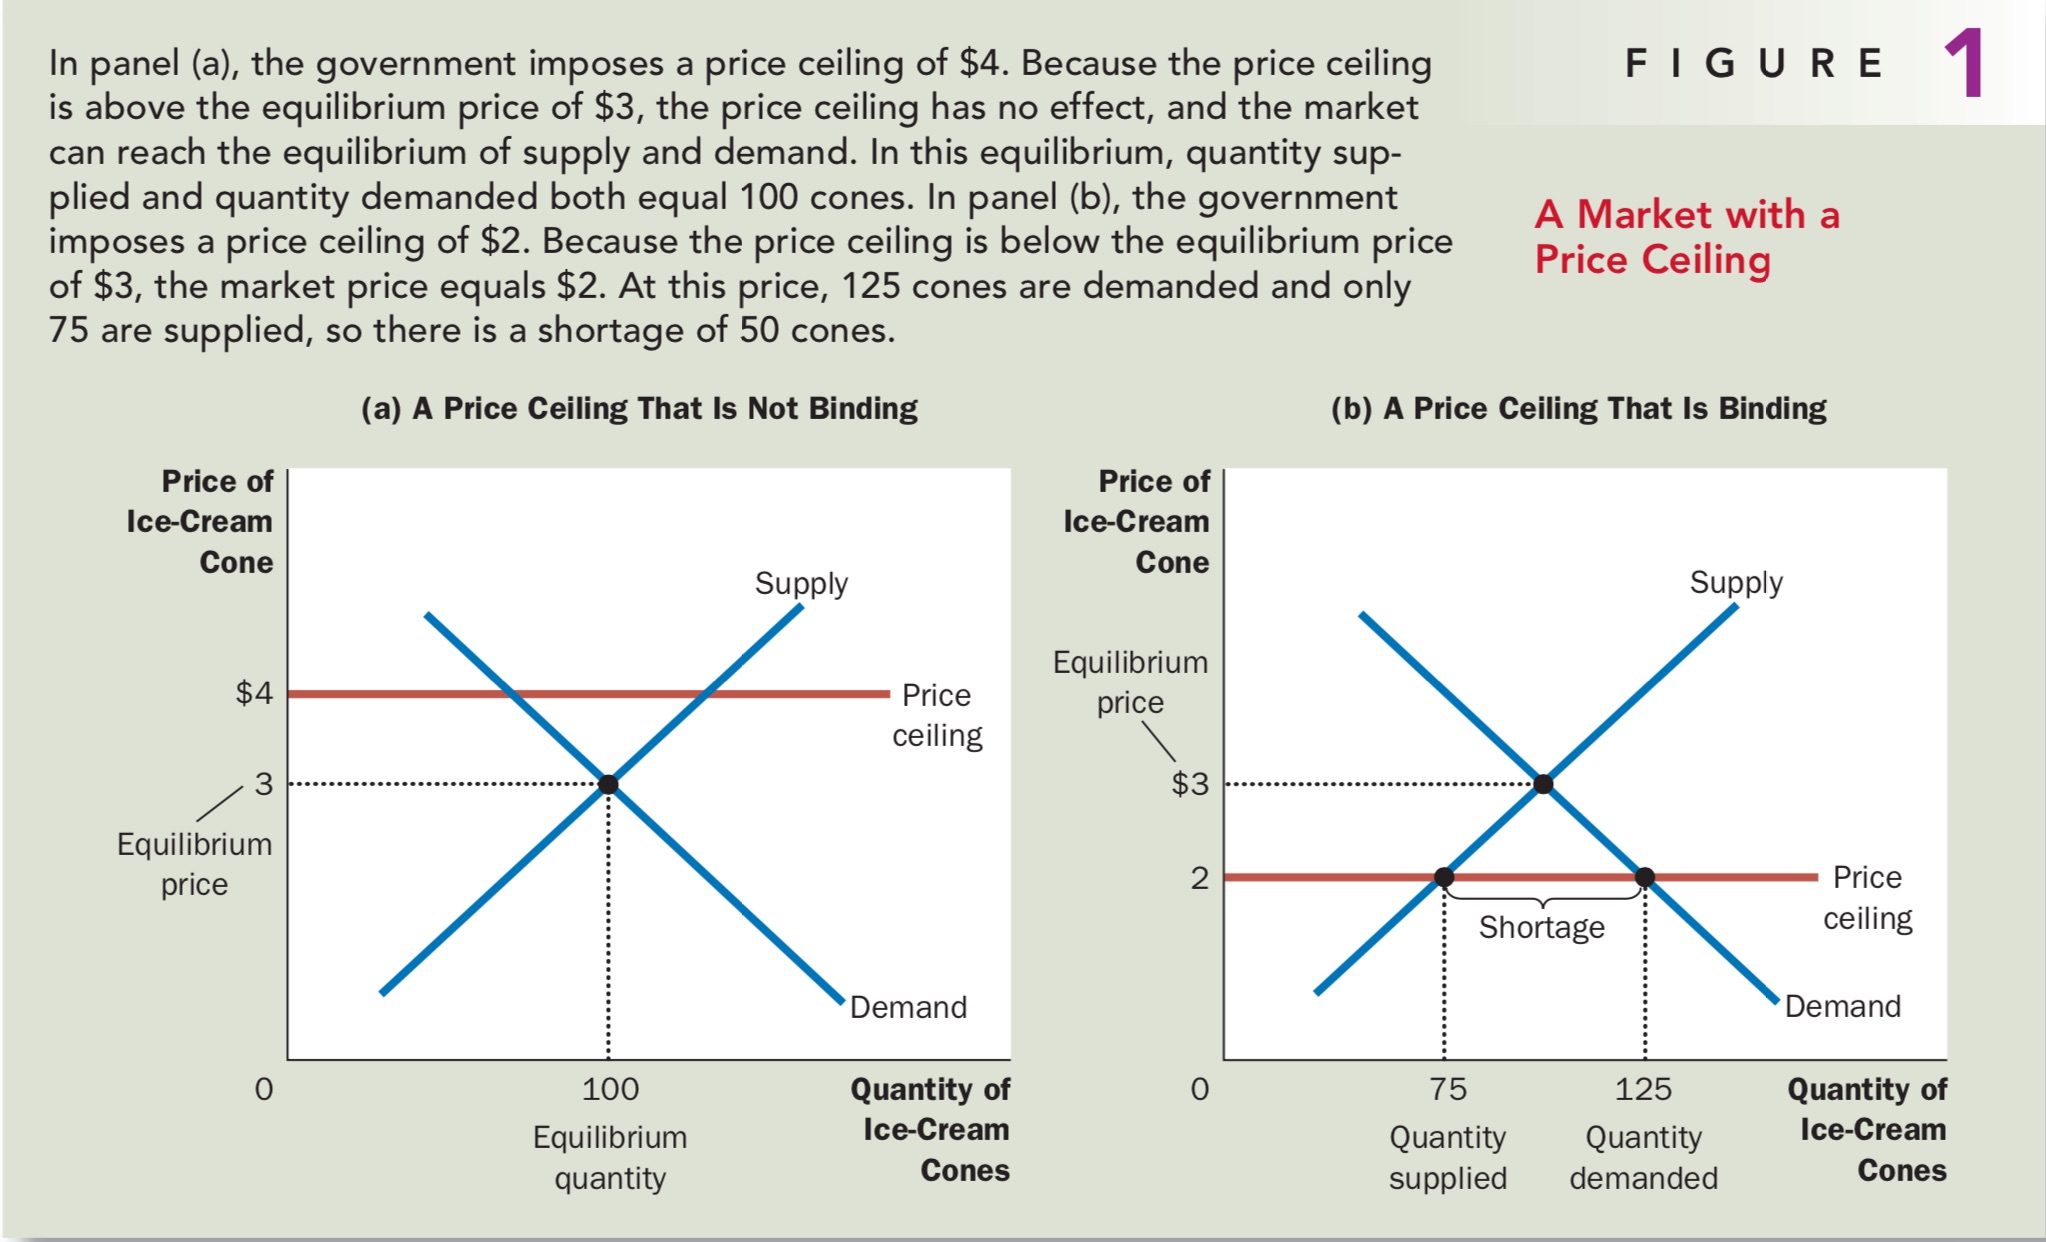 In panel (a), the government imposes a price ceiling of $4. Because the price ceiling
is above the equilibrium price of $3, the price ceiling has no effect, and the market
can reach the equilibrium of supply and demand. In this equilibrium, quantity sup-
plied and quantity demanded both equal 100 cones. In panel (b), the government
imposes a price ceiling of $2. Because the price ceiling is below the equilibrium price
of $3, the market price equals $2. At this price, 125 cones are demanded and only
75 are supplied, so there is a shortage of 50 cones.
FIGURE 1
A Market with a
Price Ceiling
(a) A Price Ceiling That Is Not Binding
Price of
Ice-Cream
Cone
Supply
$4
Price
ceiling
3
Equilibrium
price
Demand
0
100
Equilibrium
quantity
Quantity of
Ice-Cream
Cones
(b) A Price Ceiling That Is Binding
Price of
Ice-Cream
Cone
Supply
Equilibrium
price
$3
2
Price
ceiling
Shortage
Demand
0
75
Quantity
supplied
125
Quantity
demanded
Quantity of
Ice-Cream
Cones